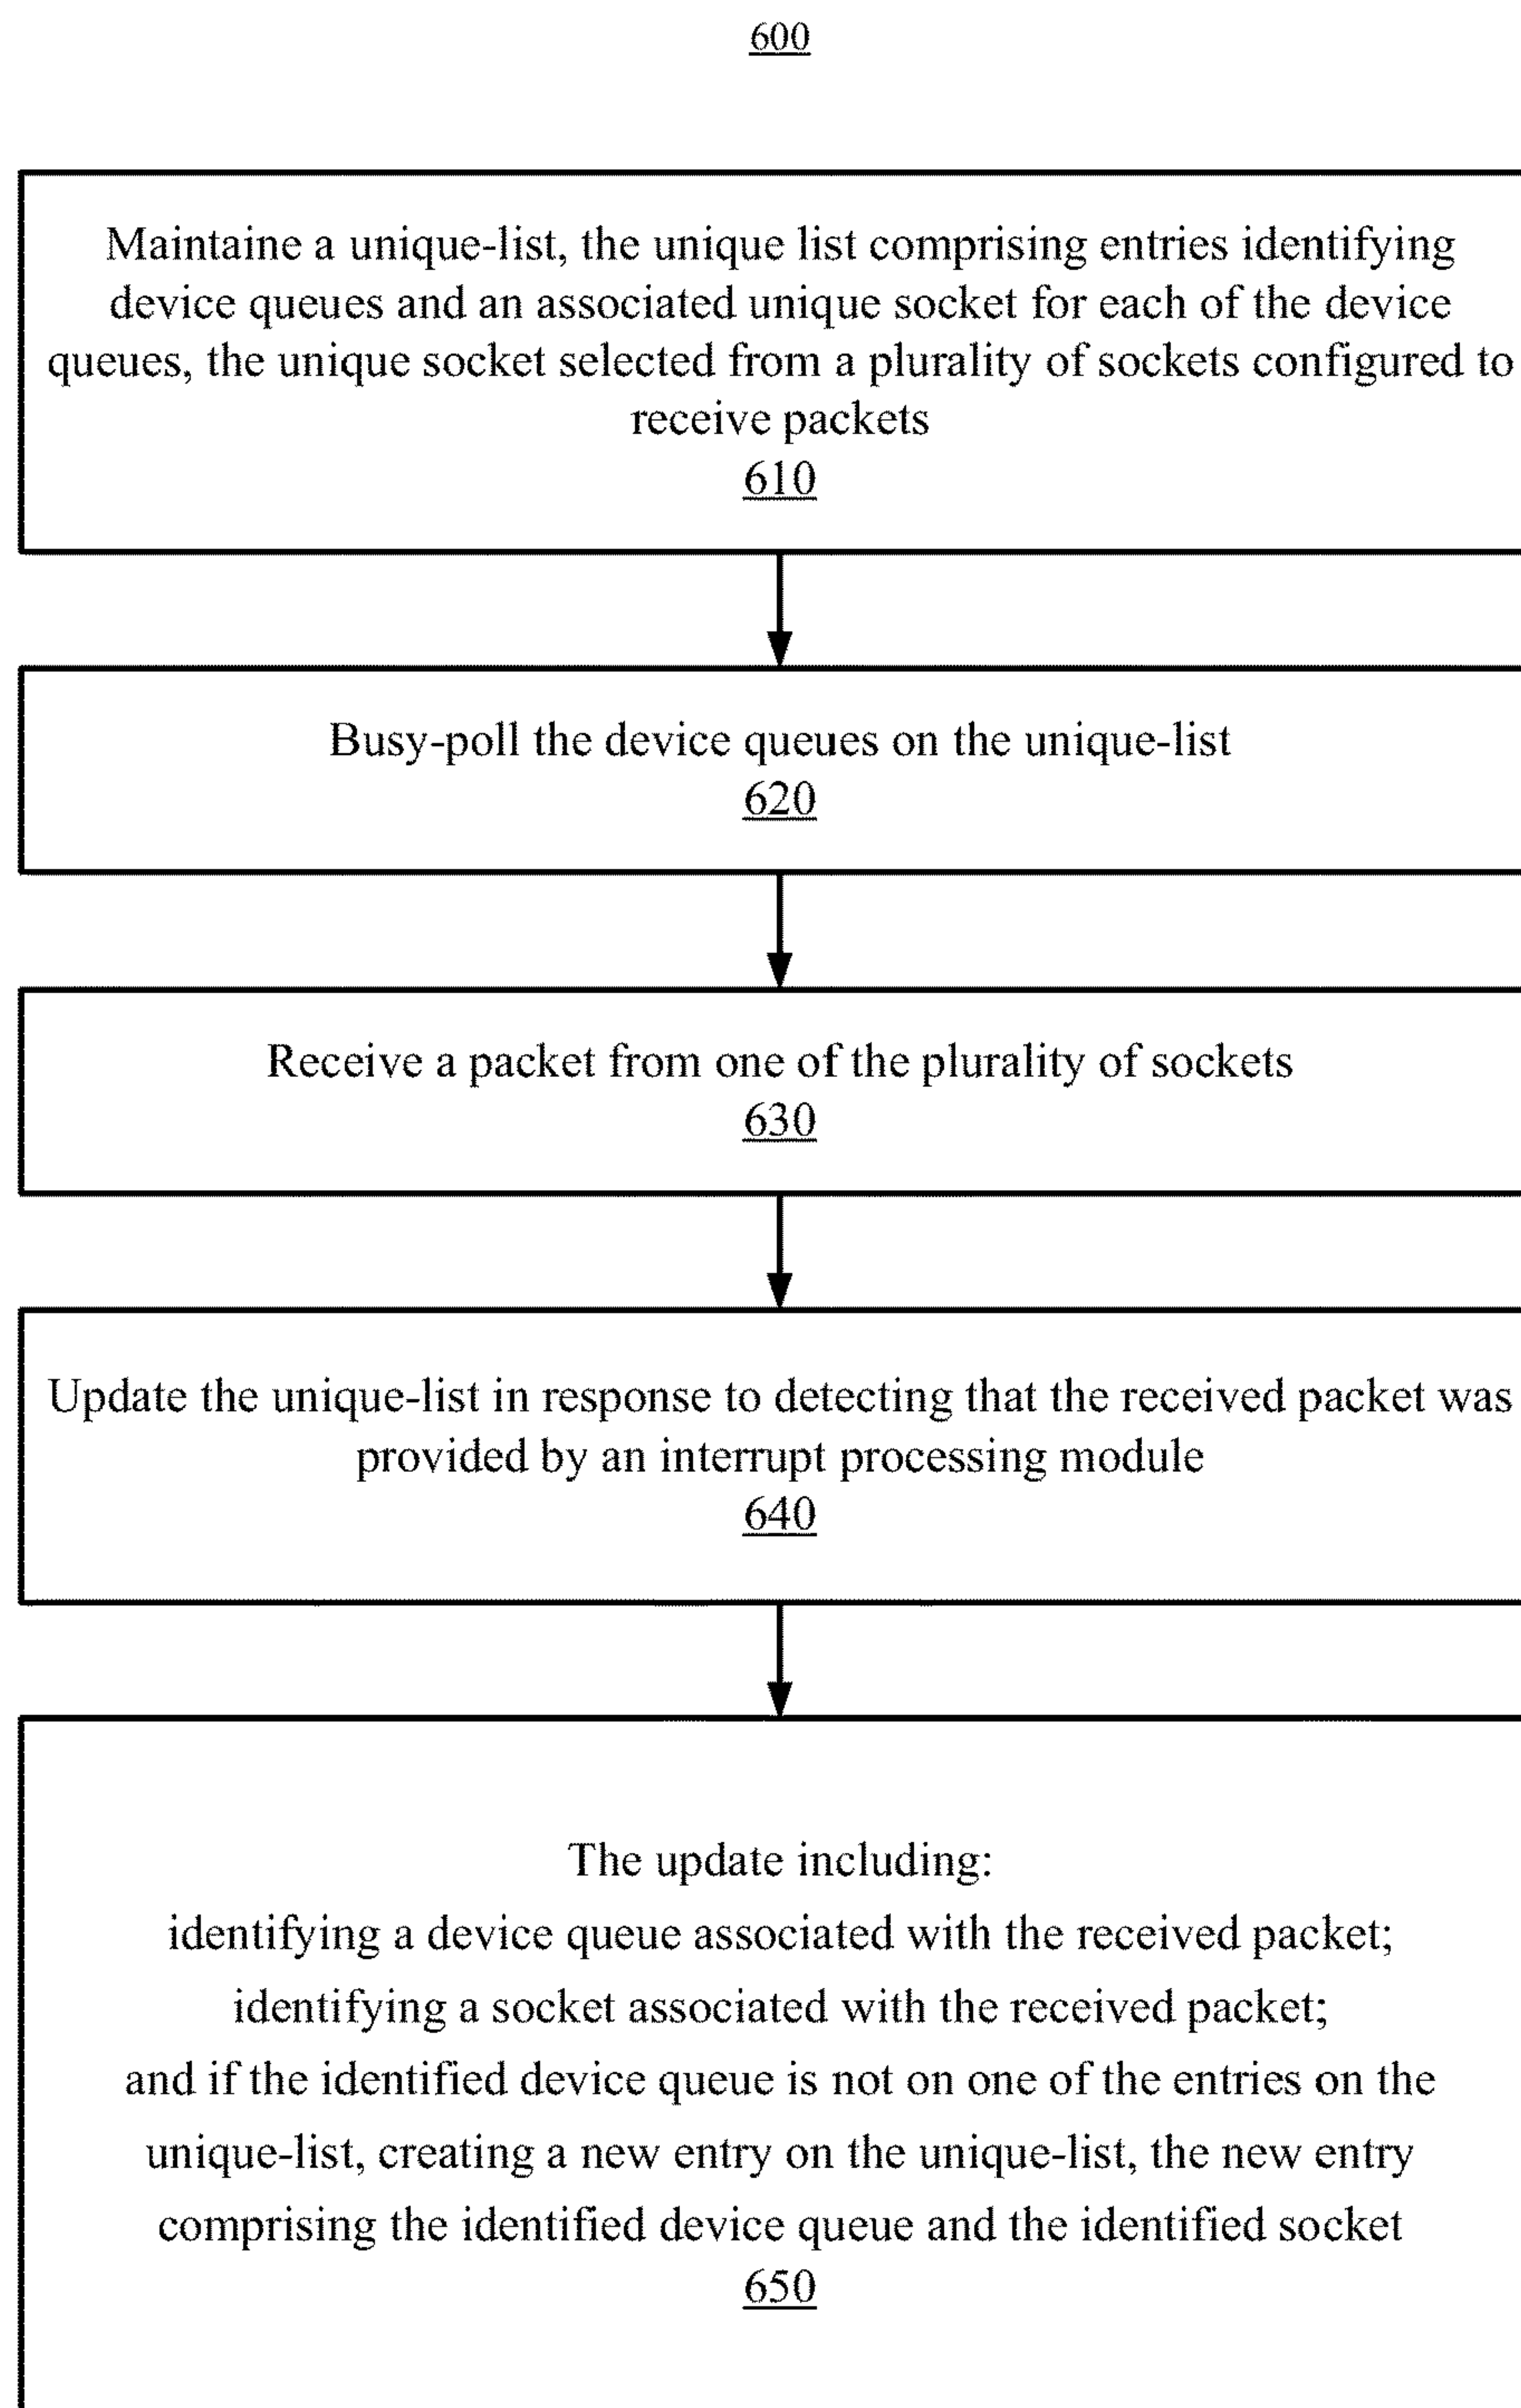 600
Maintaine a unique-list, the unique list comprising entries identifying
device queues and an associated unique socket for each of the device
queues, the unique socket selected from a plurality of sockets configured to
receive packets
610
Busy-poll the device queues on the unique-list
620
Receive a packet from one of the plurality of sockets
630
Update the unique-list in response to detecting that the received packet was
provided by an interrupt processing module
640
The update including:
identifying a device queue associated with the received packet;
identifying a socket associated with the received packet;
and if the identified device queue is not on one of the entries on the
unique-list, creating a new entry on the unique-list, the new entry
comprising the identified device queue and the identified socket
650